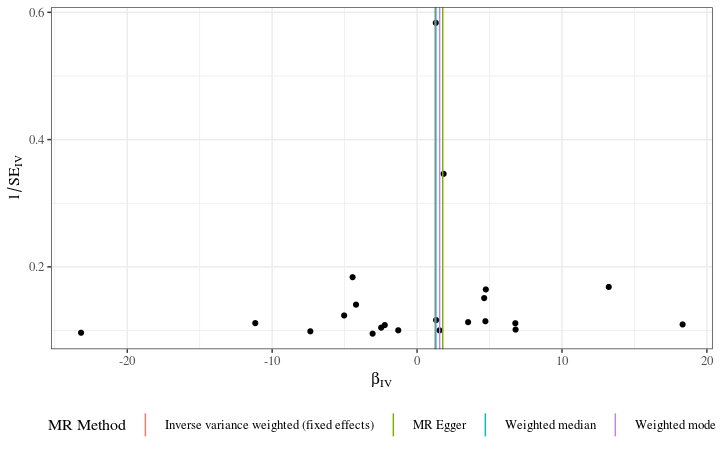 0.6
0.4
0.2
1/SE_IV
-20 -10 0 10 20
β_IV
MR Method Inverse variance weighted (fixed effects) MR Egger Weighted median Weighted mode